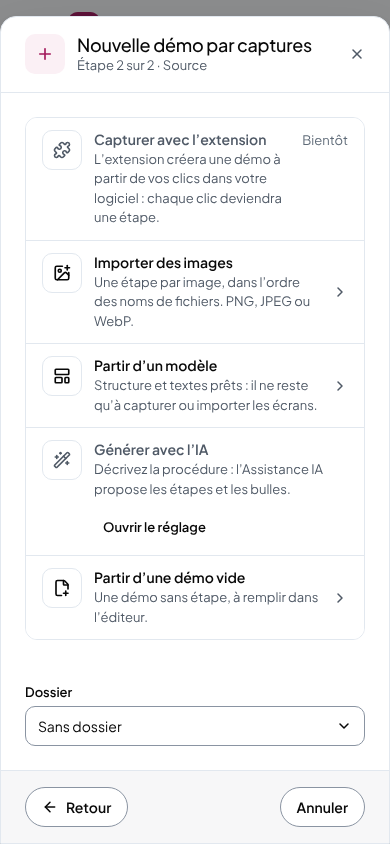 Nouvelle démo par captures
Étape 2 sur 2 · Source
Capturer avec l’extension
Bientôt
L’extension créera une démo à
partir de vos clics dans votre
logiciel : chaque clic deviendra
une étape.
Importer des images
Une étape par image, dans l’ordre
des noms de fichiers. PNG, JPEG ou
WebP.
Partir d’un modèle
Structure et textes prêts : il ne reste
qu’à capturer ou importer les écrans.
Générer avec l’IA
Décrivez la procédure : l’Assistance IA
propose les étapes et les bulles.
Ouvrir le réglage
Partir d’une démo vide
Une démo sans étape, à remplir dans
l’éditeur.
Dossier
Sans dossier
Retour
Annuler